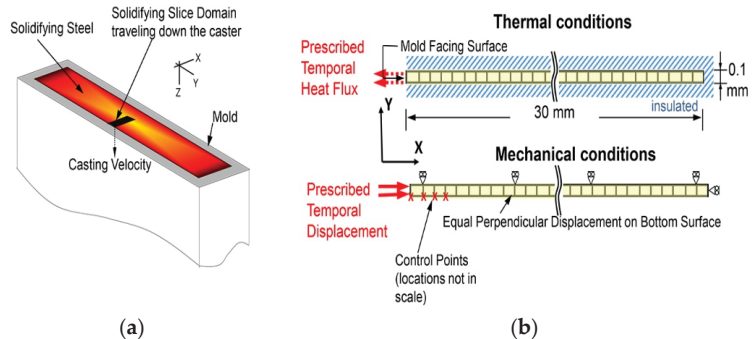 (a)
Solidifying Slice Domain
traveling down the caster
Solidifying Steel
X
Y
Z
Mold
Casting Velocity
(b)
Thermal conditions
Prescribed
Temporal
Heat Flux
Mold Facing Surface
0.1
mm
insulated
30 mm
Y
X
Mechanical conditions
Prescribed
Temporal
Displacement
Equal Perpendicular Displacement on Bottom Surface
Control Points
(locations not in
scale)
(a)
(b)